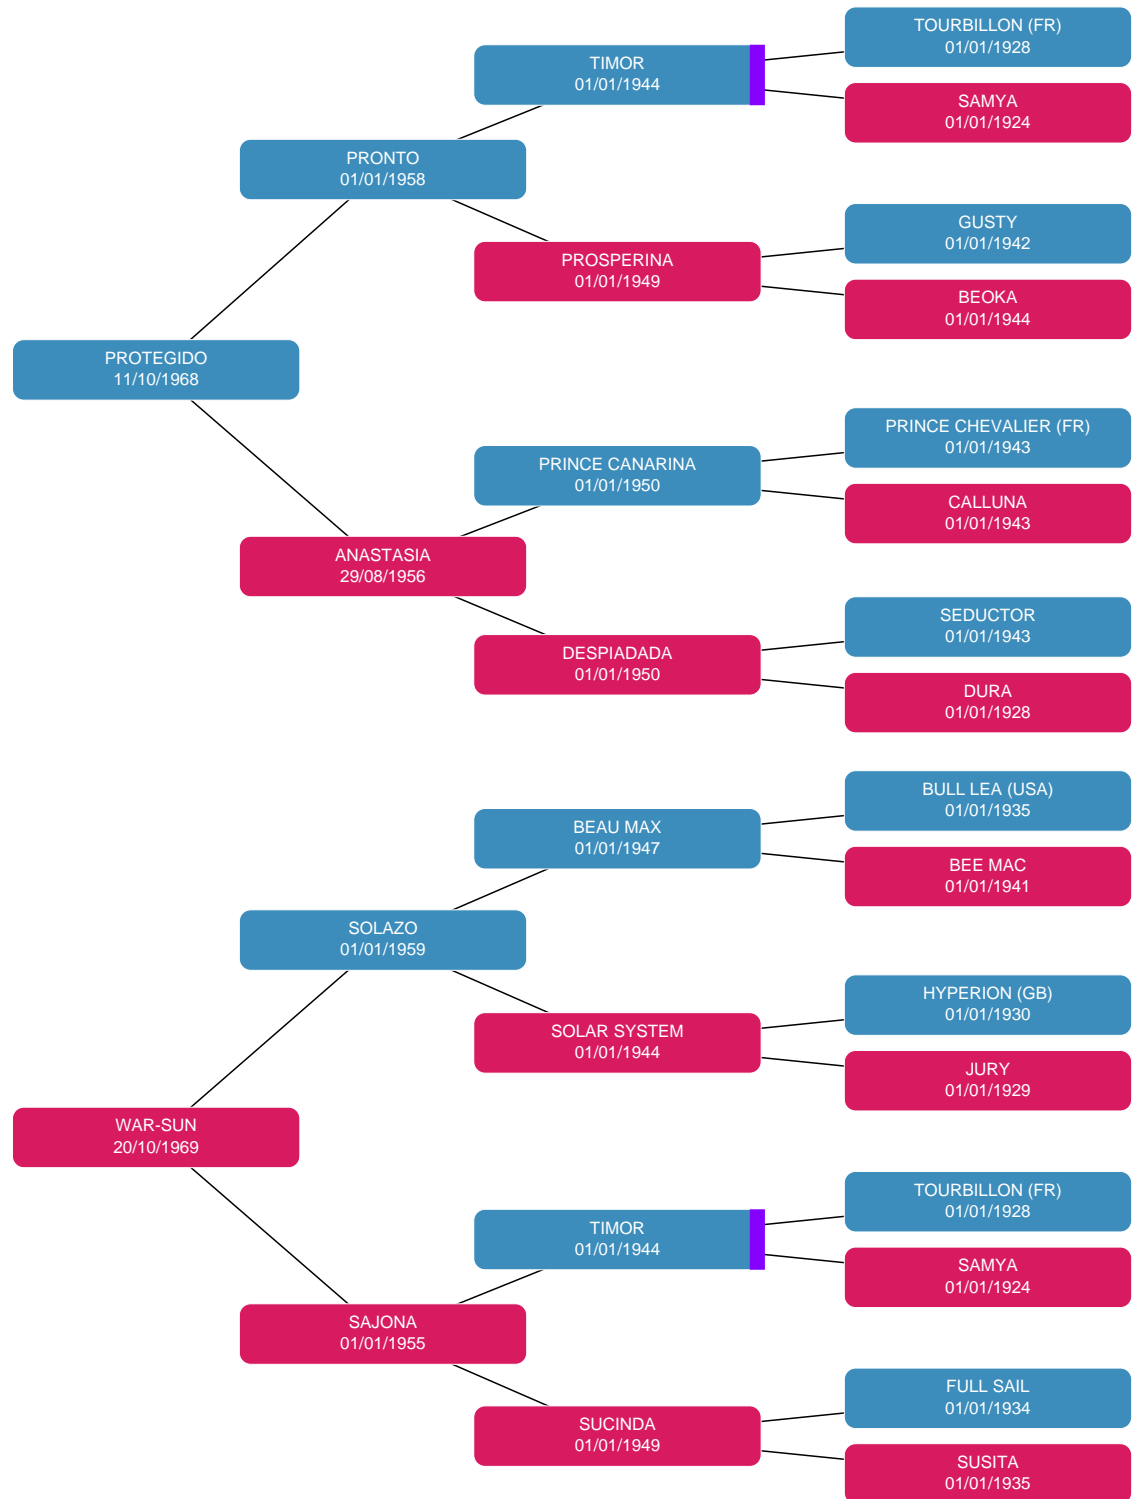 TOURBILLON (FR)
01/01/1928
TIMOR
01/01/1944
SAMYA
01/01/1924
PRONTO
01/01/1958
GUSTY
01/01/1942
PROSPERINA
01/01/1949
BEOKA
01/01/1944
PROTEGIDO
11/10/1968
PRINCE CHEVALIER (FR)
01/01/1943
PRINCE CANARINA
01/01/1950
CALLUNA
01/01/1943
ANASTASIA
29/08/1956
SEDUCTOR
01/01/1943
DESPIADADA
01/01/1950
DURA
01/01/1928
BULL LEA (USA)
01/01/1935
BEAU MAX
01/01/1947
BEE MAC
01/01/1941
SOLAZO
01/01/1959
HYPERION (GB)
01/01/1930
SOLAR SYSTEM
01/01/1944
JURY
01/01/1929
WAR-SUN
20/10/1969
TOURBILLON (FR)
01/01/1928
TIMOR
01/01/1944
SAMYA
01/01/1924
SAJONA
01/01/1955
FULL SAIL
01/01/1934
SUCINDA
01/01/1949
SUSITA
01/01/1935